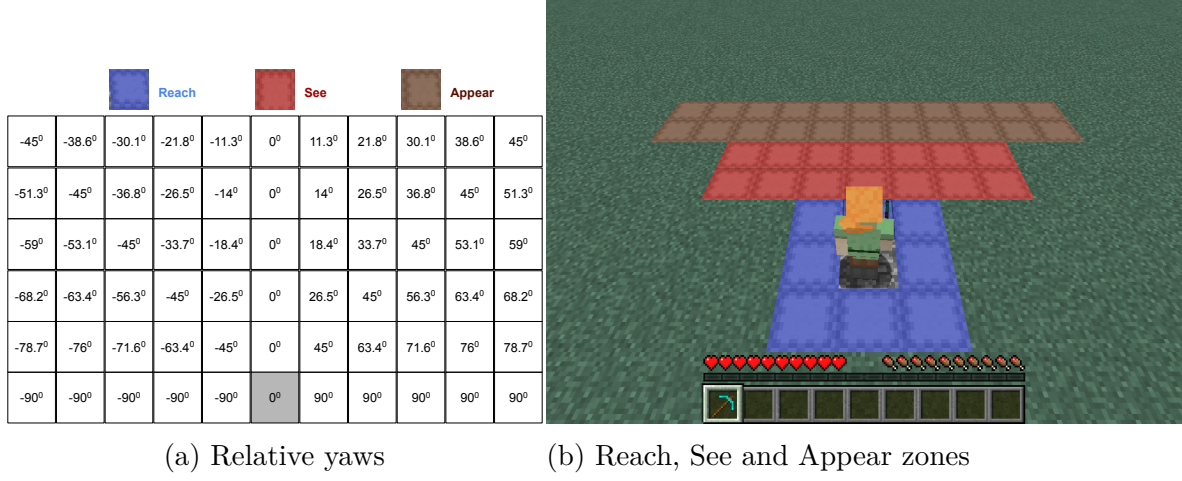 Reach See Appear
-45⁰ -38.6⁰ -30.1⁰ -21.8⁰ -11.3⁰ 0⁰ 11.3⁰ 21.8⁰ 30.1⁰ 38.6⁰ 45⁰
-51.3⁰ -45⁰ -36.8⁰ -26.5⁰ -14⁰ 0⁰ 14⁰ 26.5⁰ 36.8⁰ 45⁰ 51.3⁰
-59⁰ -53.1⁰ -45⁰ -33.7⁰ -18.4⁰ 0⁰ 18.4⁰ 33.7⁰ 45⁰ 53.1⁰ 59⁰
-68.2⁰ -63.4⁰ -56.3⁰ -45⁰ -26.5⁰ 0⁰ 26.5⁰ 45⁰ 56.3⁰ 63.4⁰ 68.2⁰
-78.7⁰ -76⁰ -71.6⁰ -63.4⁰ -45⁰ 0⁰ 45⁰ 63.4⁰ 71.6⁰ 76⁰ 78.7⁰
-90⁰ -90⁰ -90⁰ -90⁰ -90⁰ 0⁰ 90⁰ 90⁰ 90⁰ 90⁰ 90⁰
(a) Relative yaws
(b) Reach, See and Appear zones